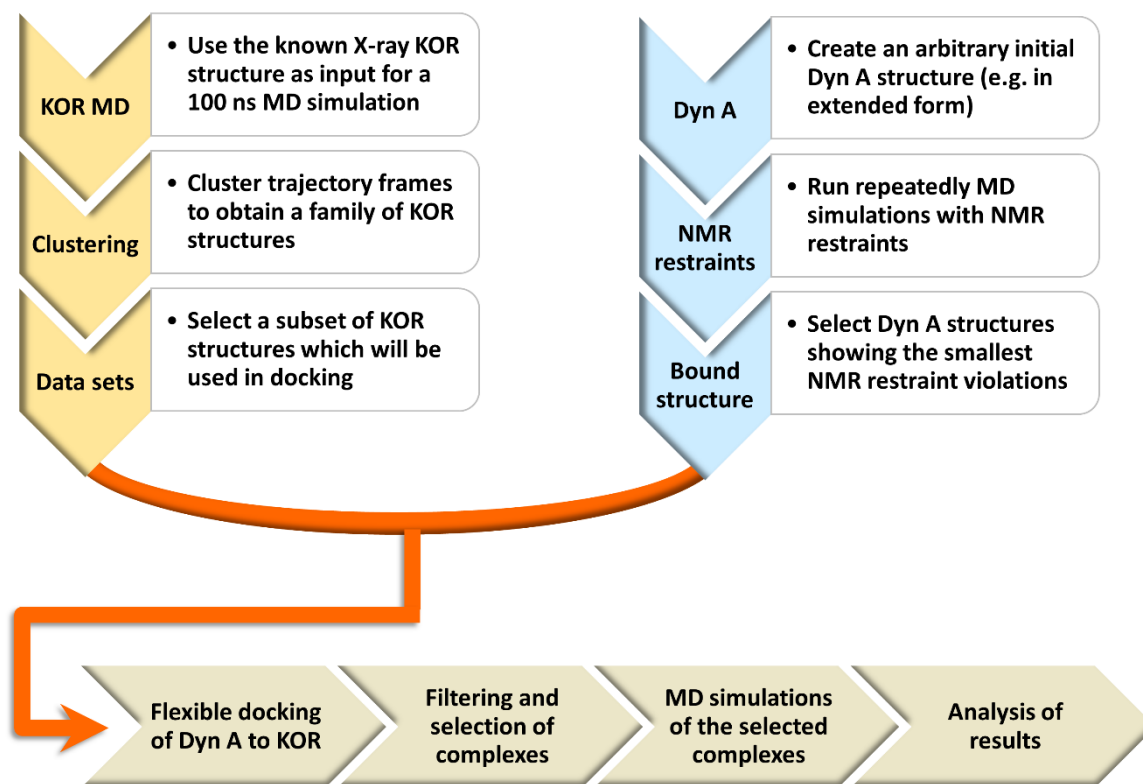 KOR MD
• Use the known X-ray KOR
structure as input for a
100 ns MD simulation
Clustering
• Cluster trajectory frames
to obtain a family of KOR
structures
Data sets
• Select a subset of KOR
structures which will be
used in docking
Dyn A
• Create an arbitrary initial
Dyn A structure (e.g. in
extended form)
NMR
restraints
• Run repeatedly MD
simulations with NMR
restraints
Bound
structure
• Select Dyn A structures
showing the smallest
NMR restraint violations
Flexible docking
of Dyn A to KOR
Filtering and
selection of
complexes
MD simulations
of the selected
complexes
Analysis of
results